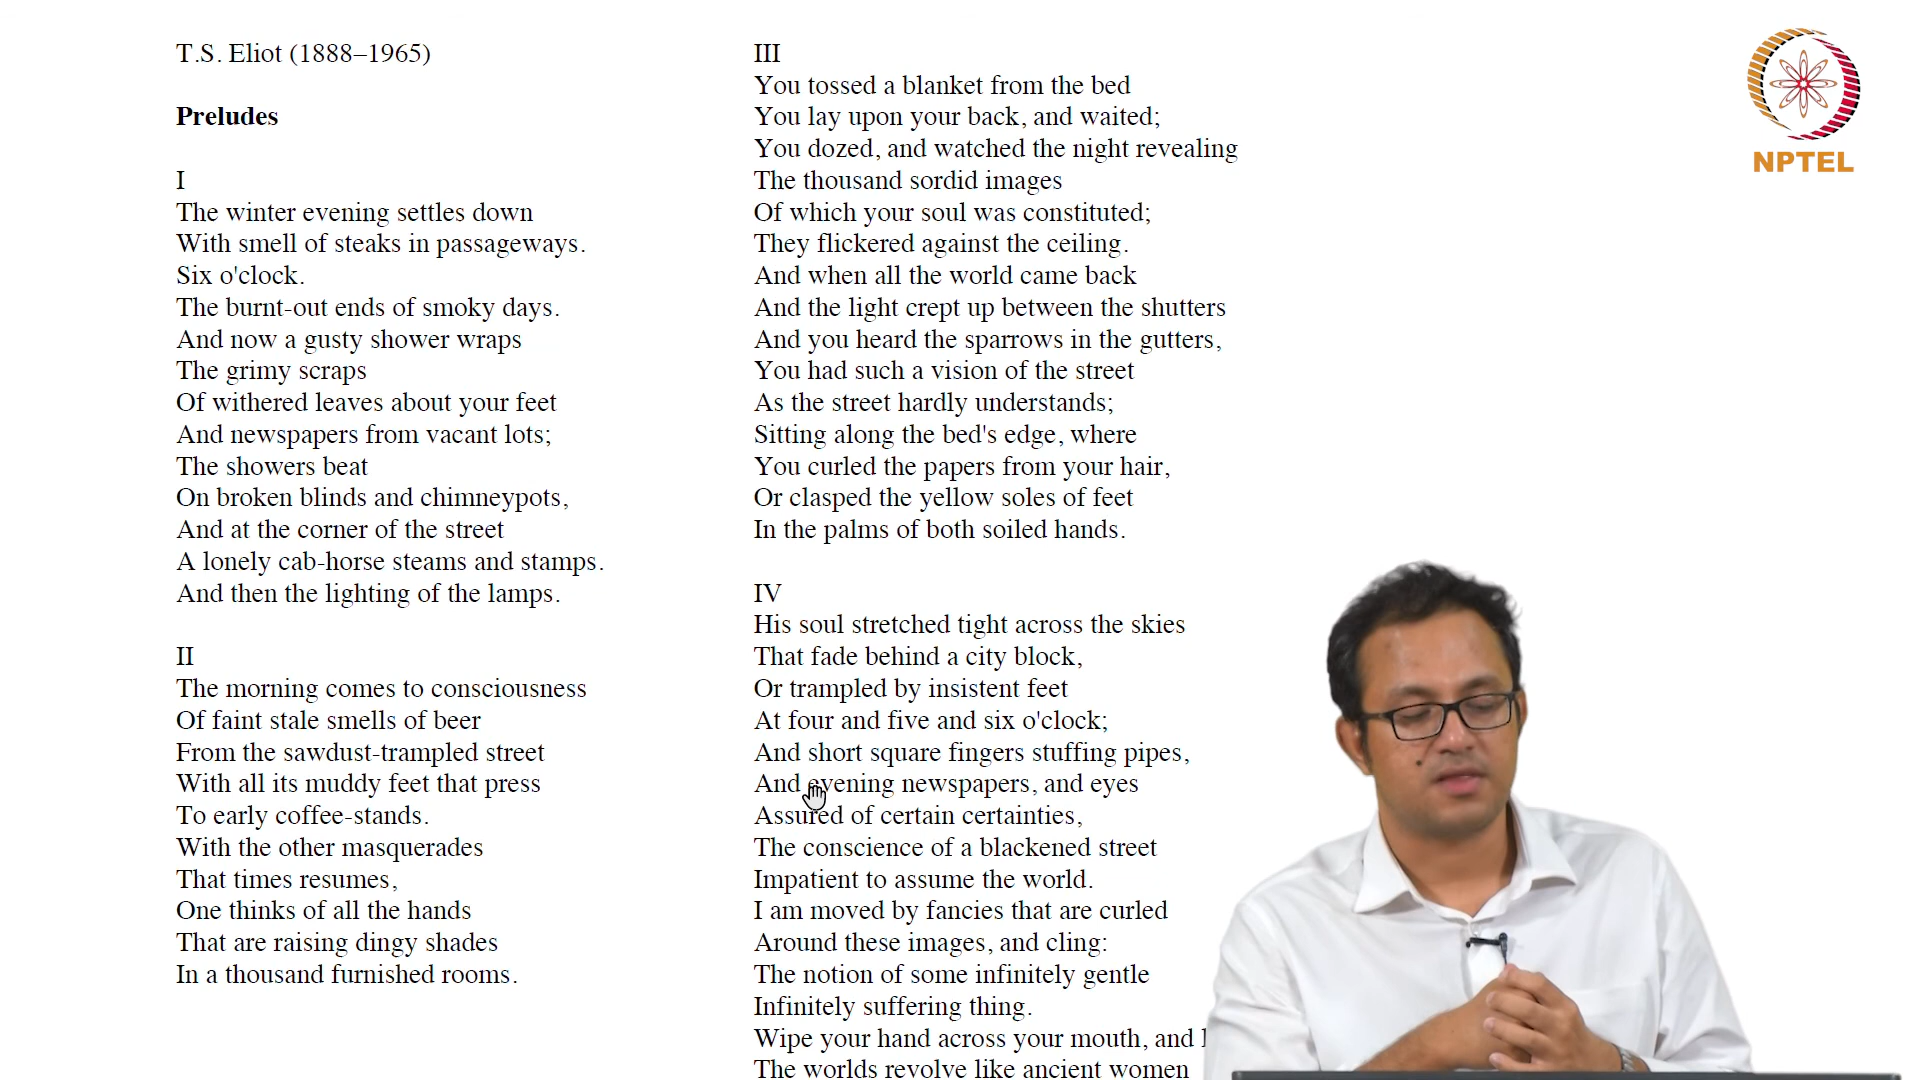 T.S. Eliot (1888–1965)
Preludes
I
The winter evening settles down
With smell of steaks in passageways.
Six o'clock.
The burnt-out ends of smoky days.
And now a gusty shower wraps
The grimy scraps
Of withered leaves about your feet
And newspapers from vacant lots;
The showers beat
On broken blinds and chimneypots,
And at the corner of the street
A lonely cab-horse steams and stamps.
And then the lighting of the lamps.
II
The morning comes to consciousness
Of faint stale smells of beer
From the sawdust-trampled street
With all its muddy feet that press
To early coffee-stands.
With the other masquerades
That times resumes,
One thinks of all the hands
That are raising dingy shades
In a thousand furnished rooms.
III
You tossed a blanket from the bed
You lay upon your back, and waited;
You dozed, and watched the night revealing
The thousand sordid images
Of which your soul was constituted;
They flickered against the ceiling.
And when all the world came back
And the light crept up between the shutters
And you heard the sparrows in the gutters,
You had such a vision of the street
As the street hardly understands;
Sitting along the bed's edge, where
You curled the papers from your hair,
Or clasped the yellow soles of feet
In the palms of both soiled hands.
IV
His soul stretched tight across the skies
That fade behind a city block,
Or trampled by insistent feet
At four and five and six o'clock;
And short square fingers stuffing pipes,
And evening newspapers, and eyes
Assured of certain certainties,
The conscience of a blackened street
Impatient to assume the world.
I am moved by fancies that are curled
Around these images, and cling:
The notion of some infinitely gentle
Infinitely suffering thing.
Wipe your hand across your mouth, and
The worlds revolve like ancient women
NPTEL